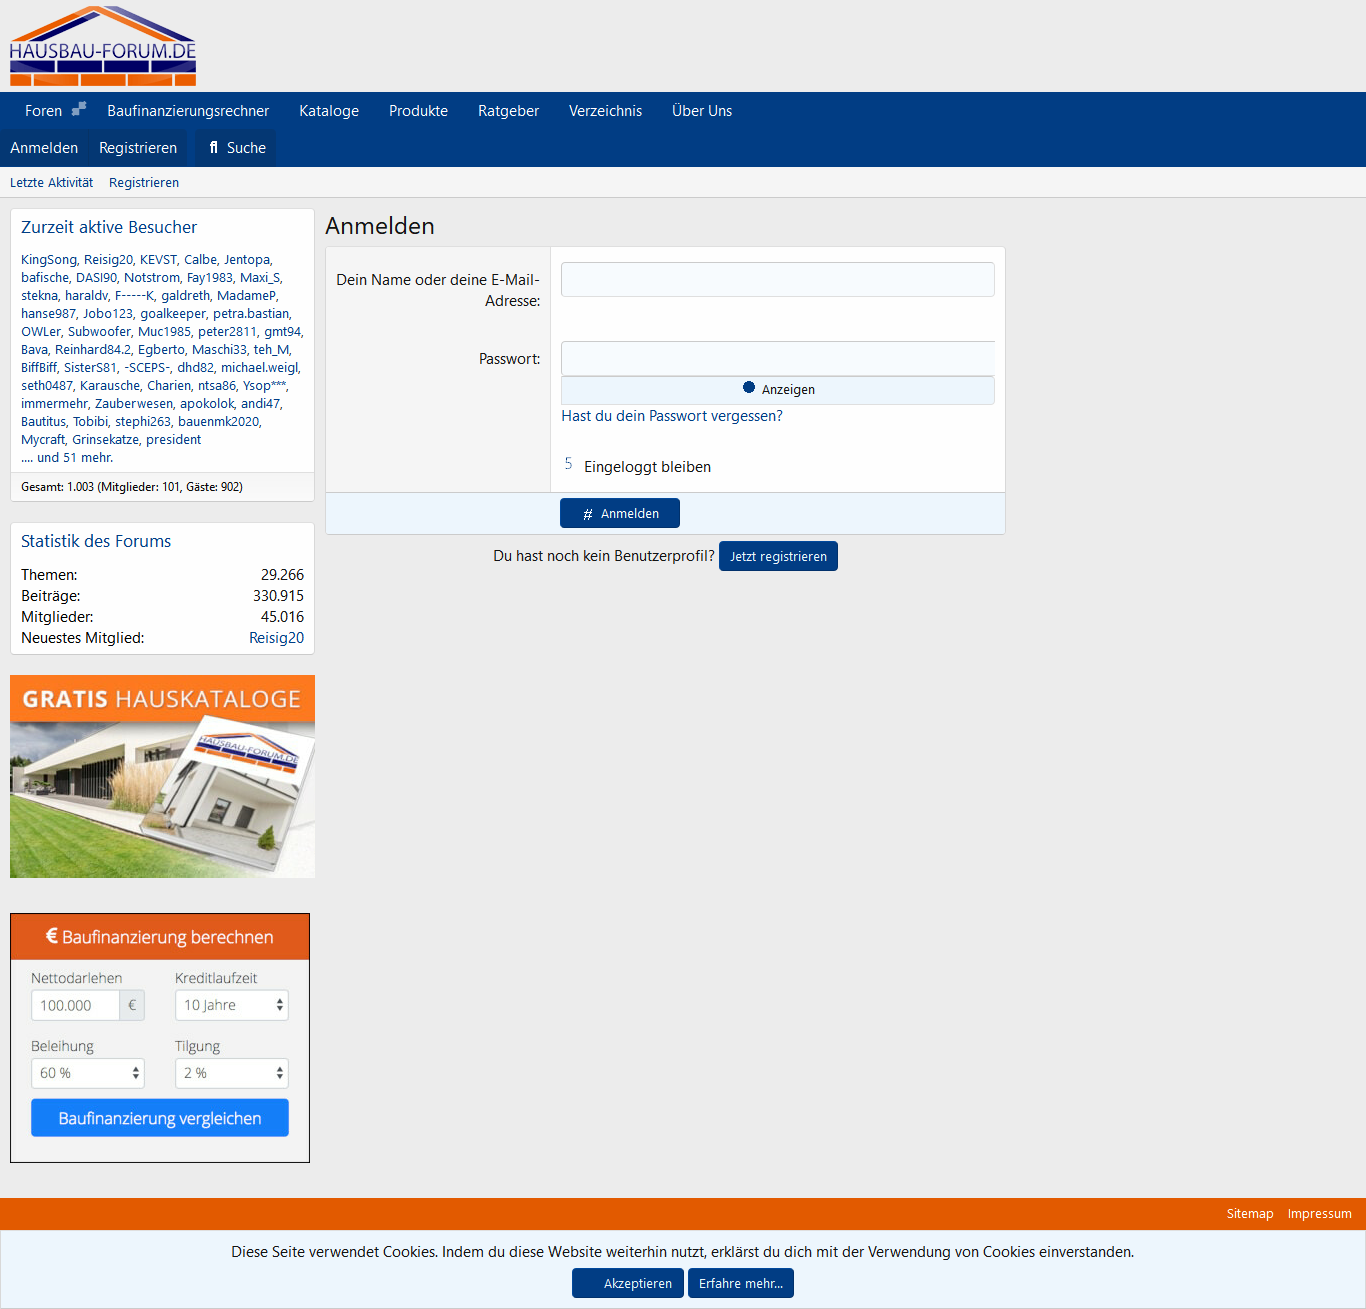 HAUSBAU-FORUM.DE
Foren Baufinanzierungsrechner Kataloge Produkte Ratgeber Verzeichnis Über Uns
Anmelden Registrieren Suche
Letzte Aktivität Registrieren
Zurzeit aktive Besucher
KingSong, Reisig20, KEVST, Calbe, Jentopa,
bafische, DASI90, Notstrom, Fay1983, Maxi_S,
stekna, haraldv, F-----K, galdreth, MadameP,
hanse987, Jobo123, goalkeeper, petra.bastian,
OWLer, Subwoofer, Muc1985, peter2811, gmt94,
Bava, Reinhard84.2, Egberto, Maschi33, teh_M,
BiffBiff, SisterS81, -SCEPS-, dhd82, michael.weigl,
seth0487, Karausche, Charien, ntsa86, Ysop***,
immermehr, Zauberwesen, apokolok, andi47,
Bautitus, Tobibi, stephi263, bauenmk2020,
Mycraft, Grinsekatze, president
.... und 51 mehr.
Gesamt: 1.003 (Mitglieder: 101, Gäste: 902)
Statistik des Forums
Themen: 29.266
Beiträge: 330.915
Mitglieder: 45.016
Neuestes Mitglied: Reisig20
GRATIS HAUSKATALOGE
HAUSBAU-FORUM.DE
€ Baufinanzierung berechnen
Nettodarlehen Kreditlaufzeit
100.000 € 10 Jahre
Beleihung Tilgung
60 % 2 %
Baufinanzierung vergleichen
Anmelden
Dein Name oder deine E-Mail-
Adresse:
Passwort:
Anzeigen
Hast du dein Passwort vergessen?
5 Eingeloggt bleiben
# Anmelden
Du hast noch kein Benutzerprofil? Jetzt registrieren
Sitemap Impressum
Diese Seite verwendet Cookies. Indem du diese Website weiterhin nutzt, erklärst du dich mit der Verwendung von Cookies einverstanden.
Akzeptieren Erfahre mehr...